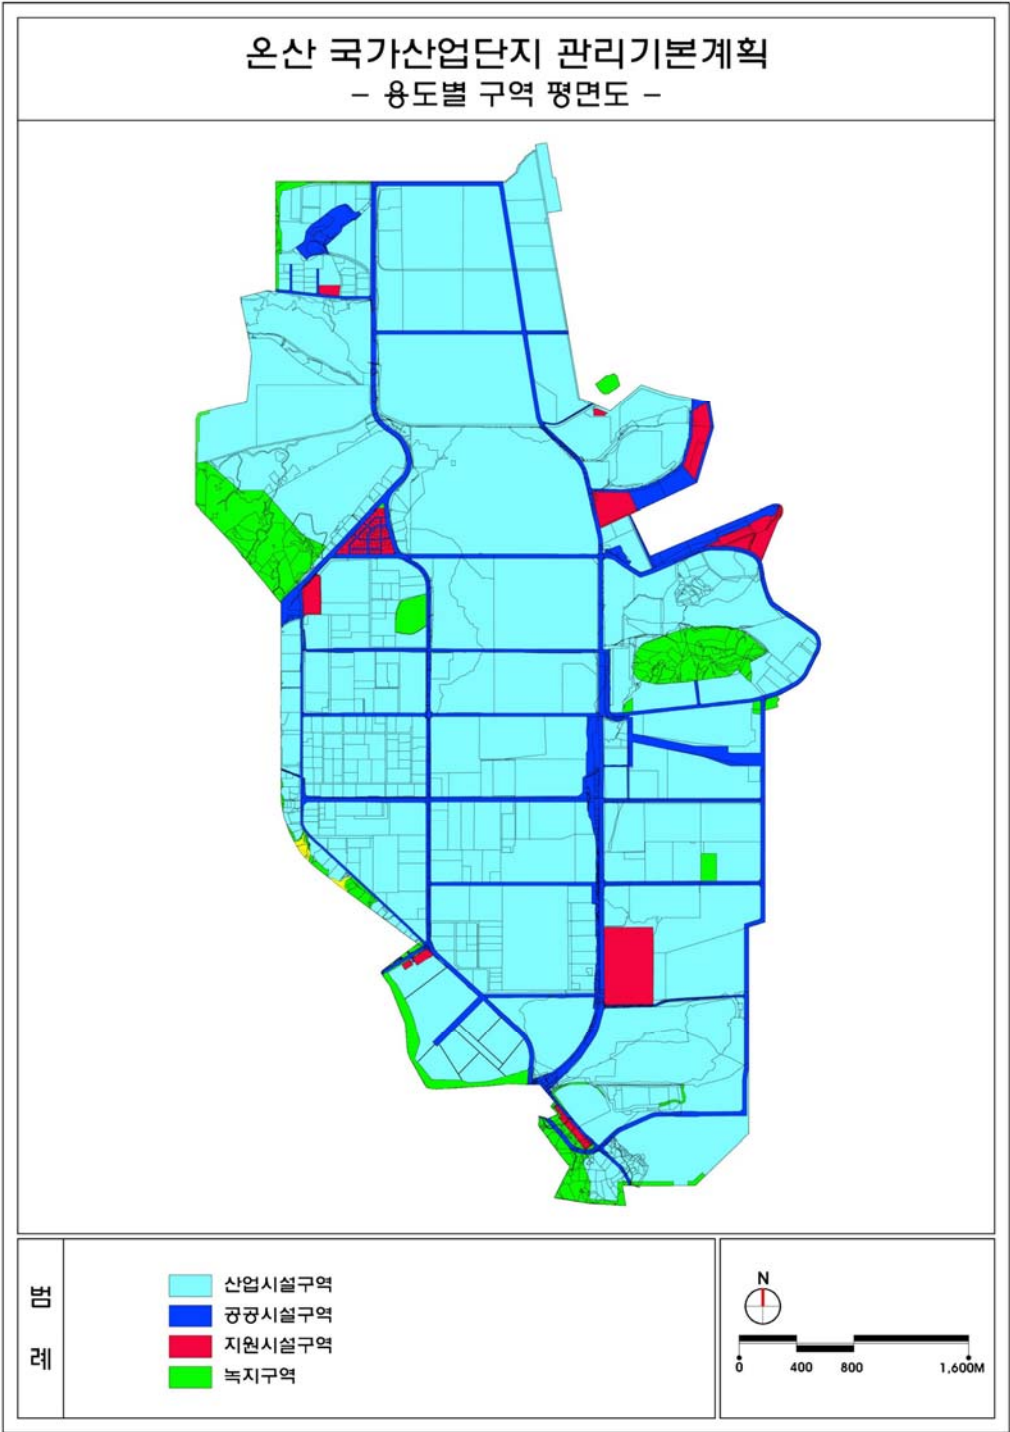 온산 국가산업단지 관리기본계획
- 용도별 구역 평면도 -
범
례
산업시설구역
공공시설구역
지원시설구역
녹지구역
N
0 400 800 1,600M